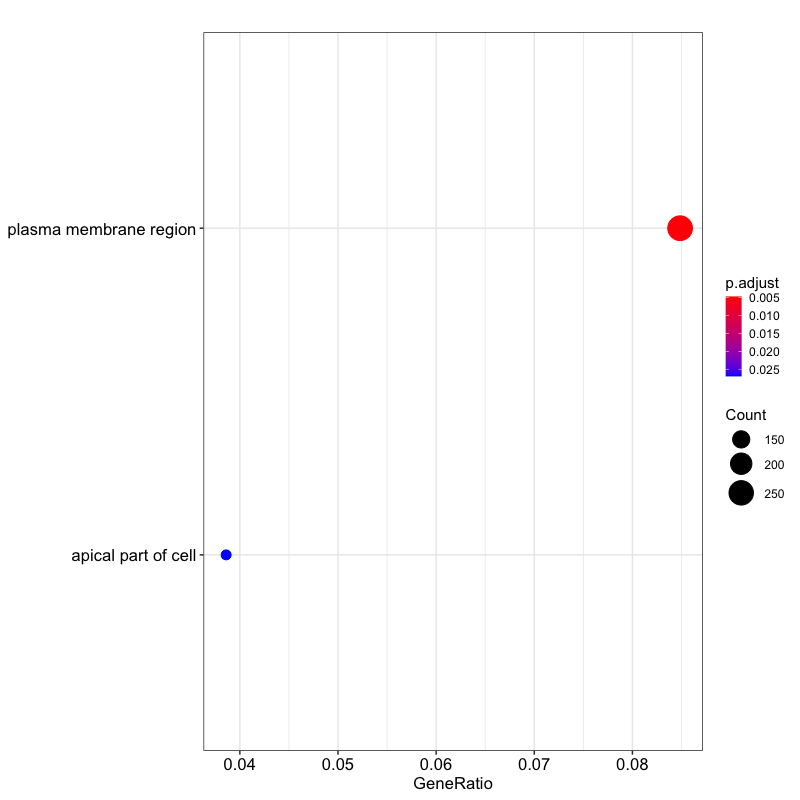 plasma membrane region
apical part of cell
0.04 0.05 0.06 0.07 0.08
GeneRatio
p.adjust
0.005
0.010
0.015
0.020
0.025
Count
150
200
250